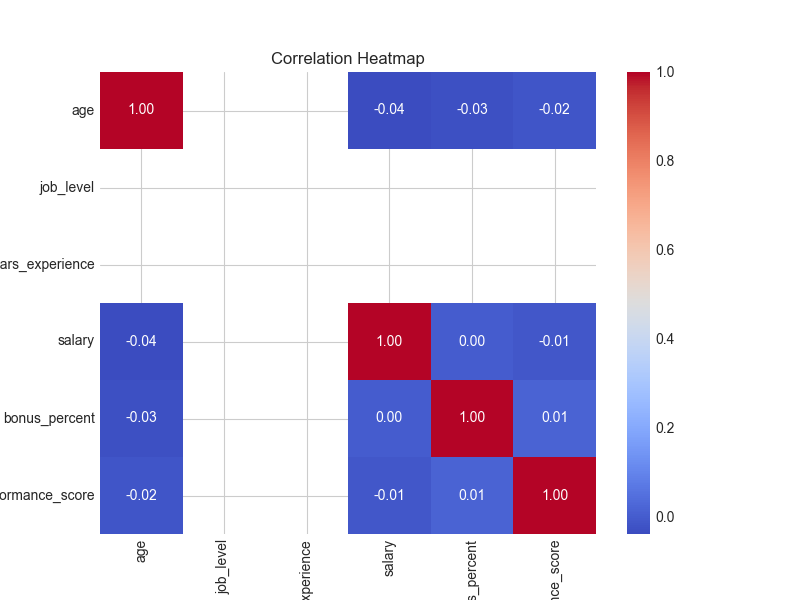 Correlation Heatmap
age
job_level
ars_experience
salary
bonus_percent
ormance_score
1.00 -0.04 -0.03 -0.02
-0.04 1.00 0.00 -0.01
-0.03 0.00 1.00 0.01
-0.02 -0.01 0.01 1.00
age
job_level
experience
salary
s_percent
nce_score
1.0
0.8
0.6
0.4
0.2
0.0